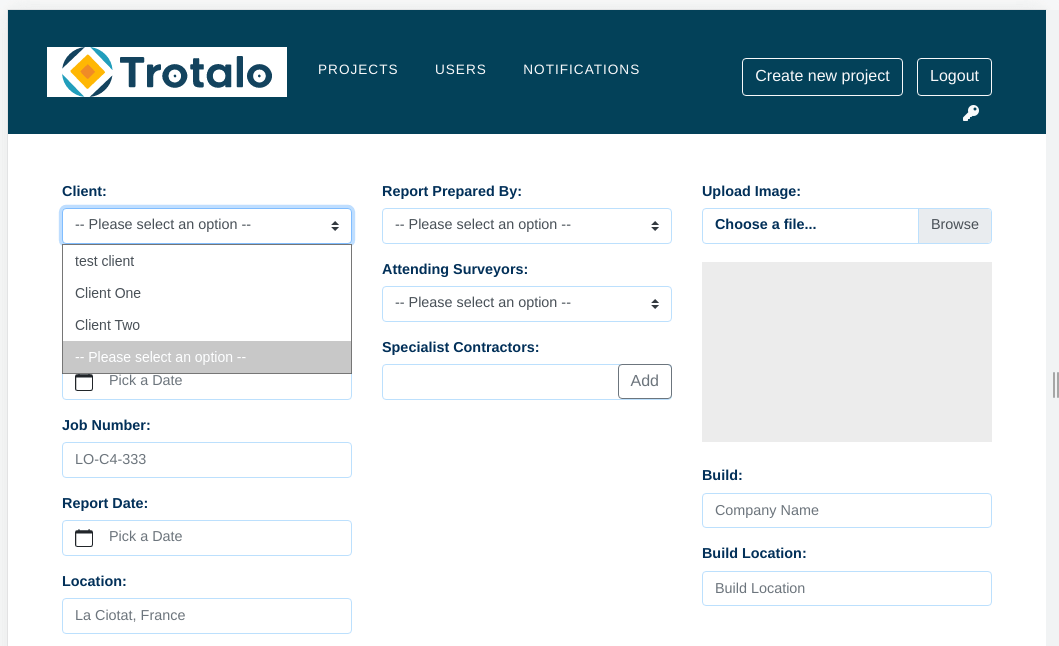 Trotalo
PROJECTS
USERS
NOTIFICATIONS
Create new project
Logout
Client:
-- Please select an option --
test client
Client One
Client Two
-- Please select an option --
Pick a Date
Job Number:
LO-C4-333
Report Date:
Pick a Date
Location:
La Ciotat, France
Report Prepared By:
-- Please select an option --
Attending Surveyors:
-- Please select an option --
Specialist Contractors:
Add
Upload Image:
Choose a file...
Browse
Build:
Company Name
Build Location:
Build Location